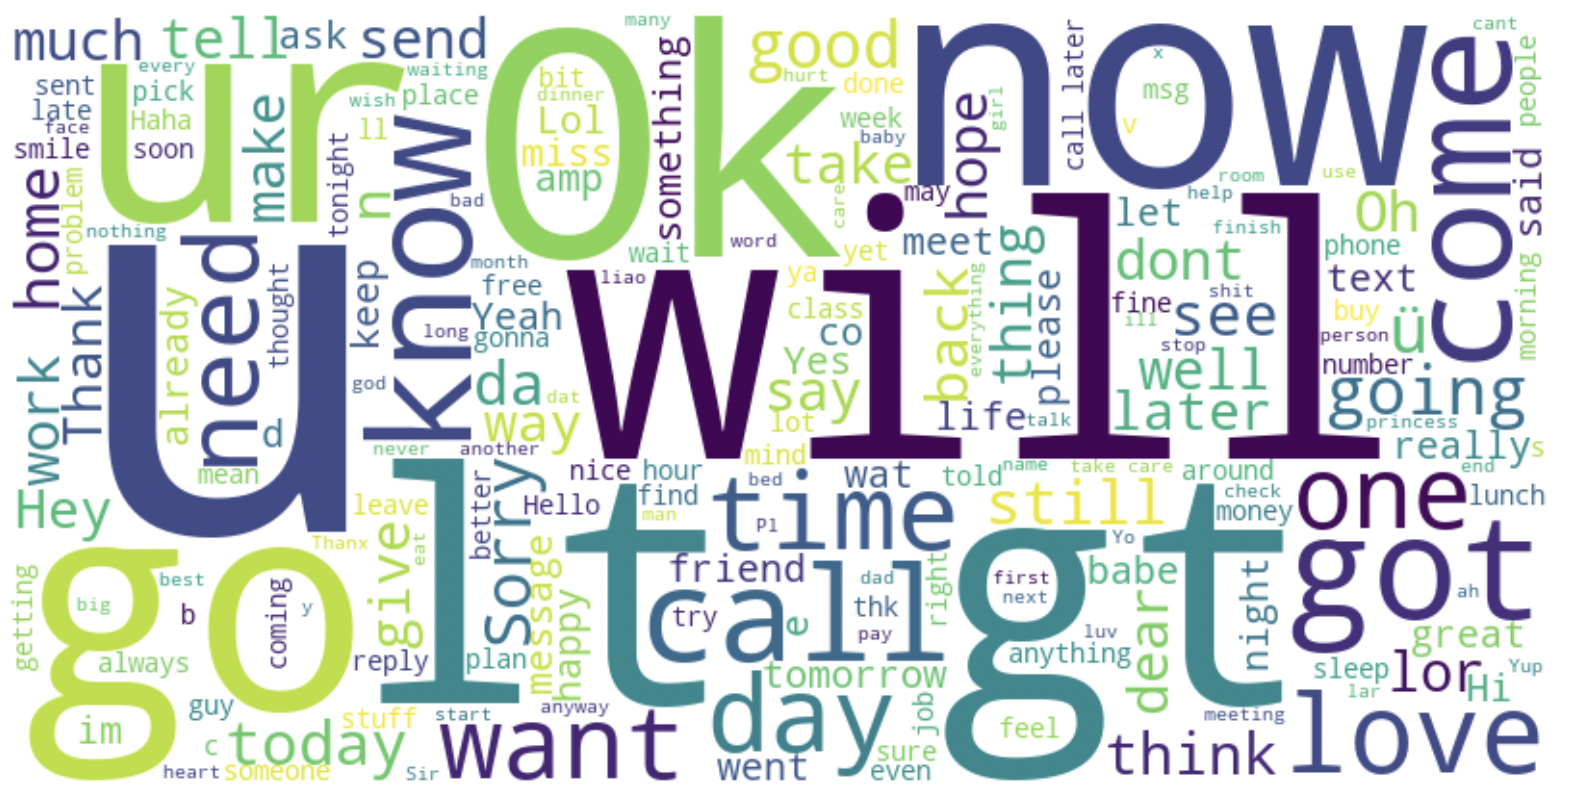 much tell ask send ok something many good now call later x cant
sent every pick ur waiting bit dinner hurt done msg come people
late Haha make wish place Lol week hope girl v
face soon tonight ll know miss baby
smile home problem n amp take care may room use said
nothing bad word wait yet meet let help finish Oh
u need month liao will ya dont phone
Thank already thought keep free class back everything thing please fine shit text morning
work long Yeah gonna co see ill buy ü
god Yes stop person number
d da dat say well going
way lot life talk later princess
mean never another mind really s
Hey nice hour wat told name take care around end
leave better Sorry Hello find bed time still check money one lunch
Thanx lt man Pl gt Yo
go give eat message friend call right babe got
getting best dad first night ah
big b coming y happy try thk next dear
e pay luv great
always reply plan anything
tomorrow sleep lor Hi Yup
guy want day job meeting lar love
im stuff start anyway feel
c today sure think
heart someone Sir went even